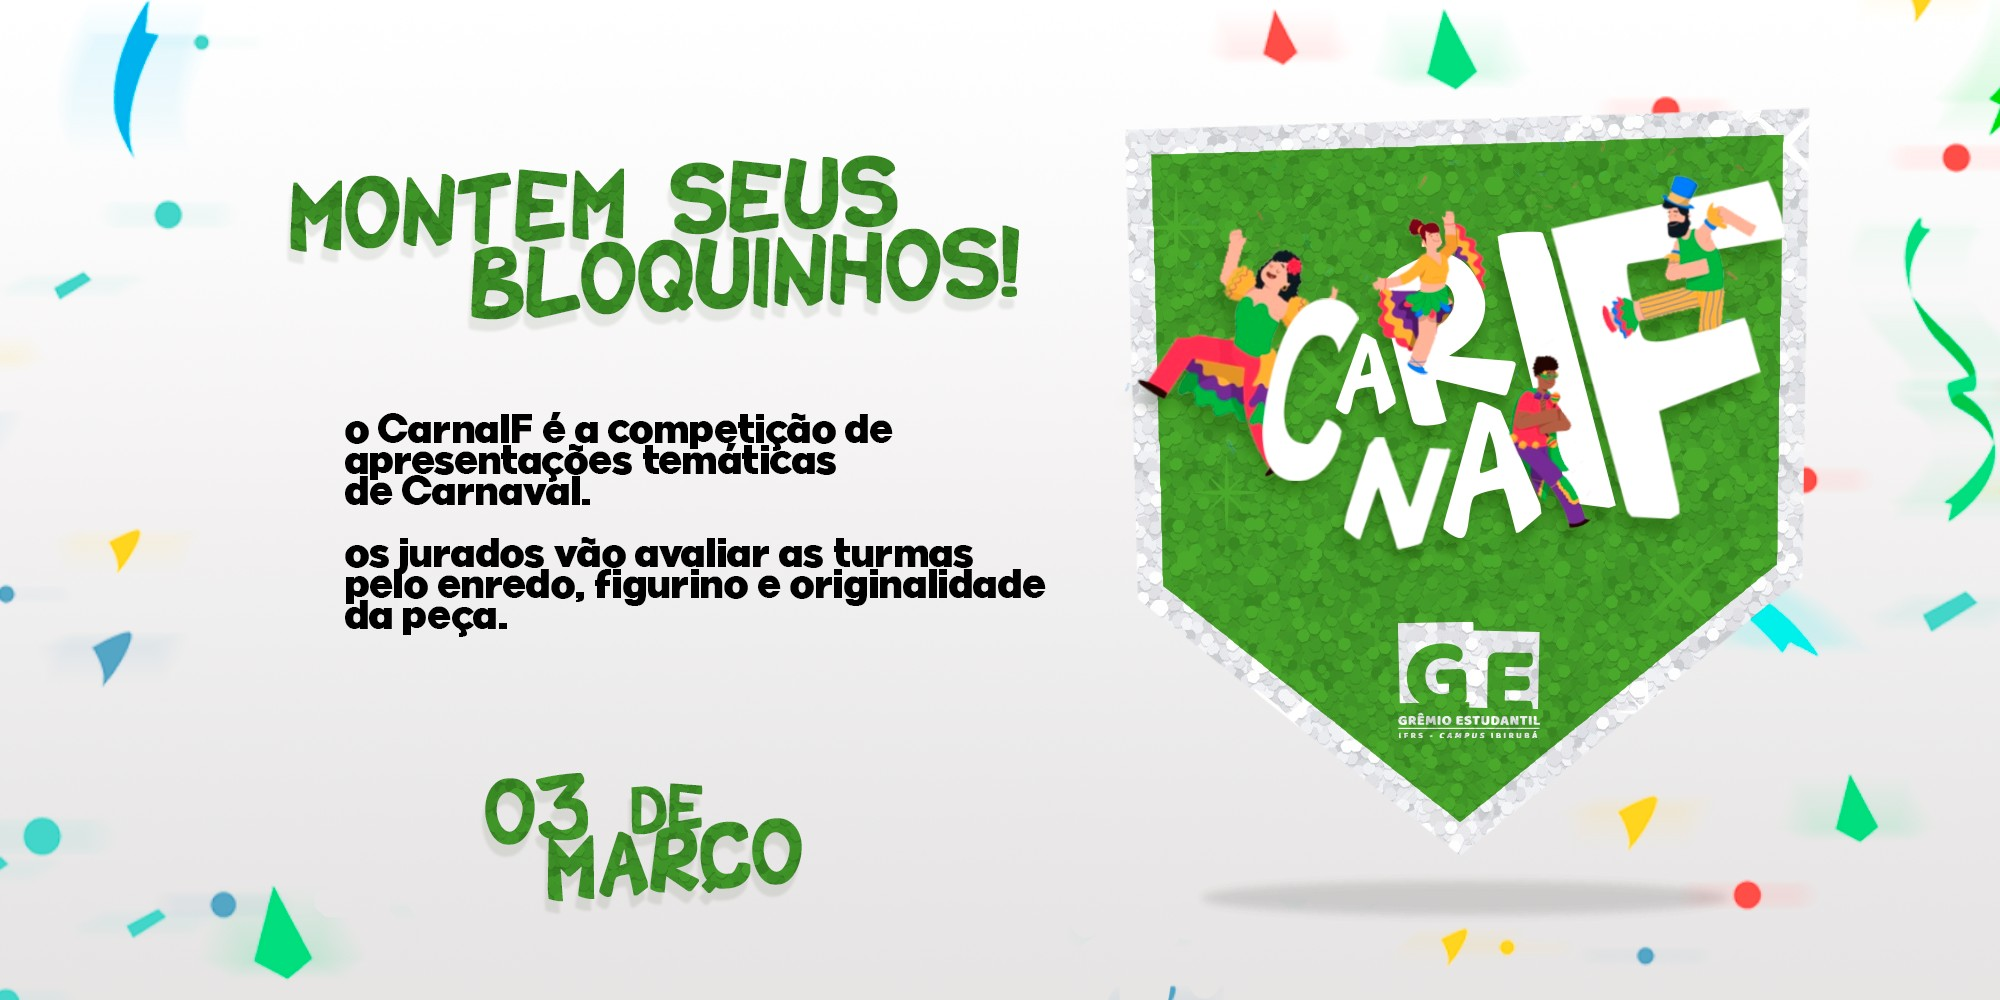 MONTEM SEUS
BLOQUINHOS!
o CarnaIF é a competição de
apresentações temáticas
de Carnaval.
os jurados vão avaliar as turmas
pelo enredo, figurino e originalidade
da peça.
03 DE
MARÇO
CAR
NA
IF
GE
GRÊMIO ESTUDANTIL
IFRS - CAMPUS IBIRUBÁ